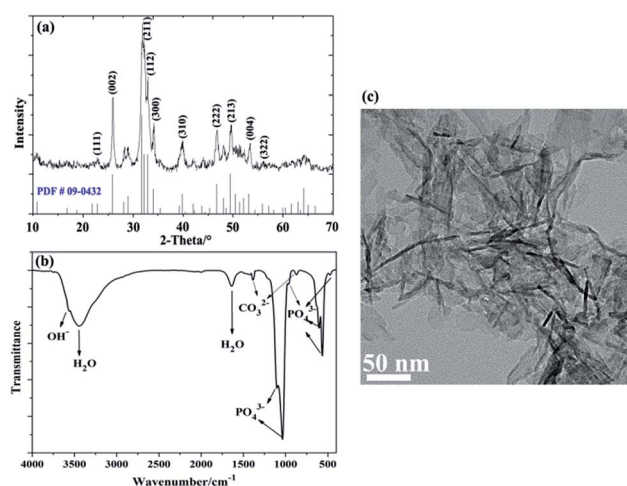 (a)
(211)
(112)
(002)
(300)
(111)
(310)
(222)
(213)
(004)
(322)
Intensity
PDF # 09-0432
10 20 30 40 50 60 70
2-Theta/°
(b)
Transmittance
OH⁻
H₂O
H₂O
CO₃²⁻
PO₄³⁻
PO₄³⁻
4000 3500 3000 2500 2000 1500 1000 500
Wavenumber/cm⁻¹
(c)
50 nm